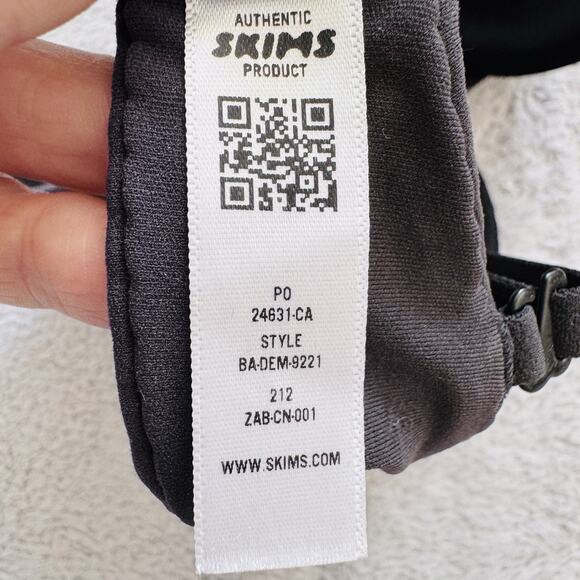 AUTHENTIC
SKIMS
PRODUCT
PO
24631-CA
STYLE
BA-DEM-9221
212
ZAB-CN-001
WWW.SKIMS.COM